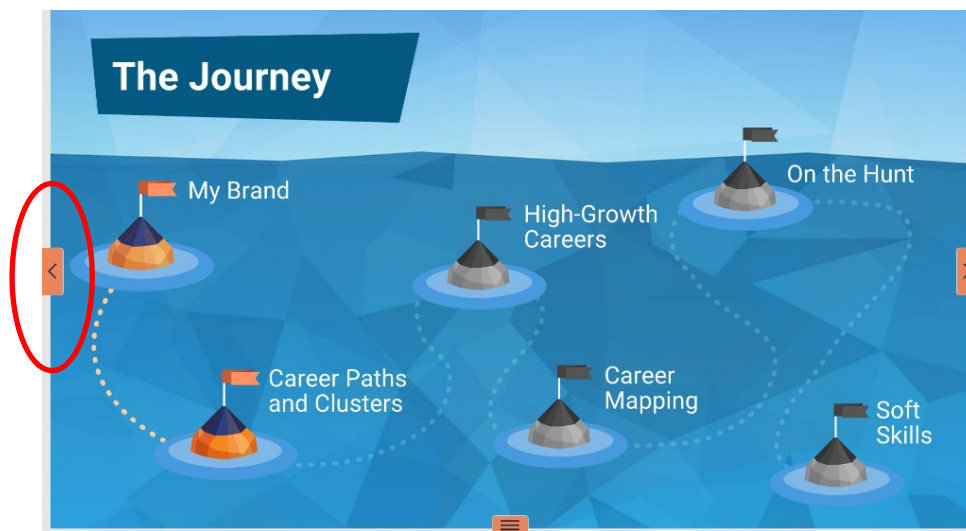 The Journey
My Brand
High-Growth
Careers
On the Hunt
Career Paths
and Clusters
Career
Mapping
Soft
Skills